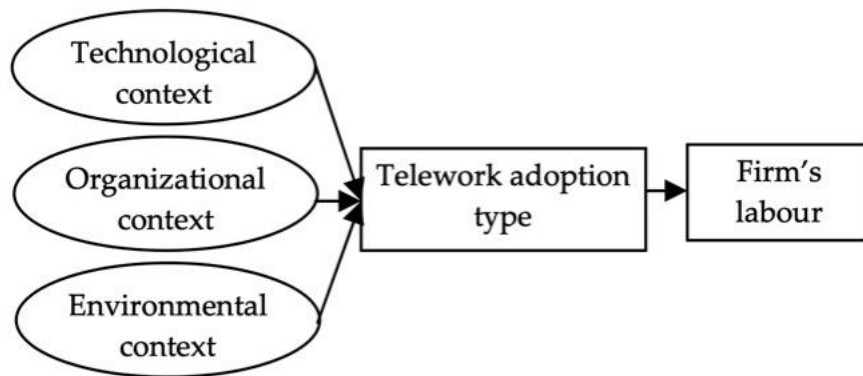 Technological
context
Organizational
context
Environmental
context
Telework adoption
type
Firm's
labour